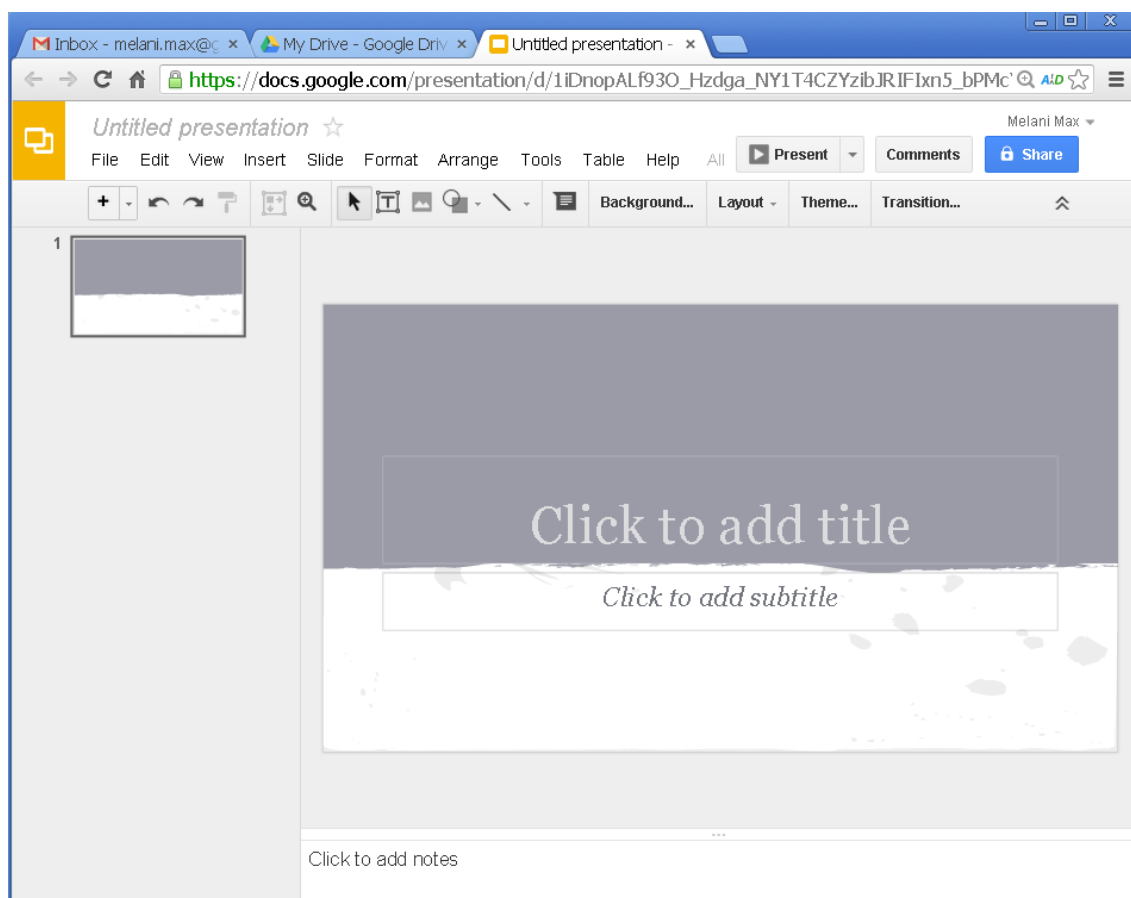 Inbox - melani.max@g
My Drive - Google Driv
Untitled presentation -
https://docs.google.com/presentation/d/1iDnopALf93O_Hzdga_NY1T4CZYzibJRIFIxn5_bPMc
Untitled presentation
Melani Max
File Edit View Insert Slide Format Arrange Tools Table Help All
Present
Comments
Share
Background... Layout Theme... Transition...
1
Click to add title
Click to add subtitle
Click to add notes